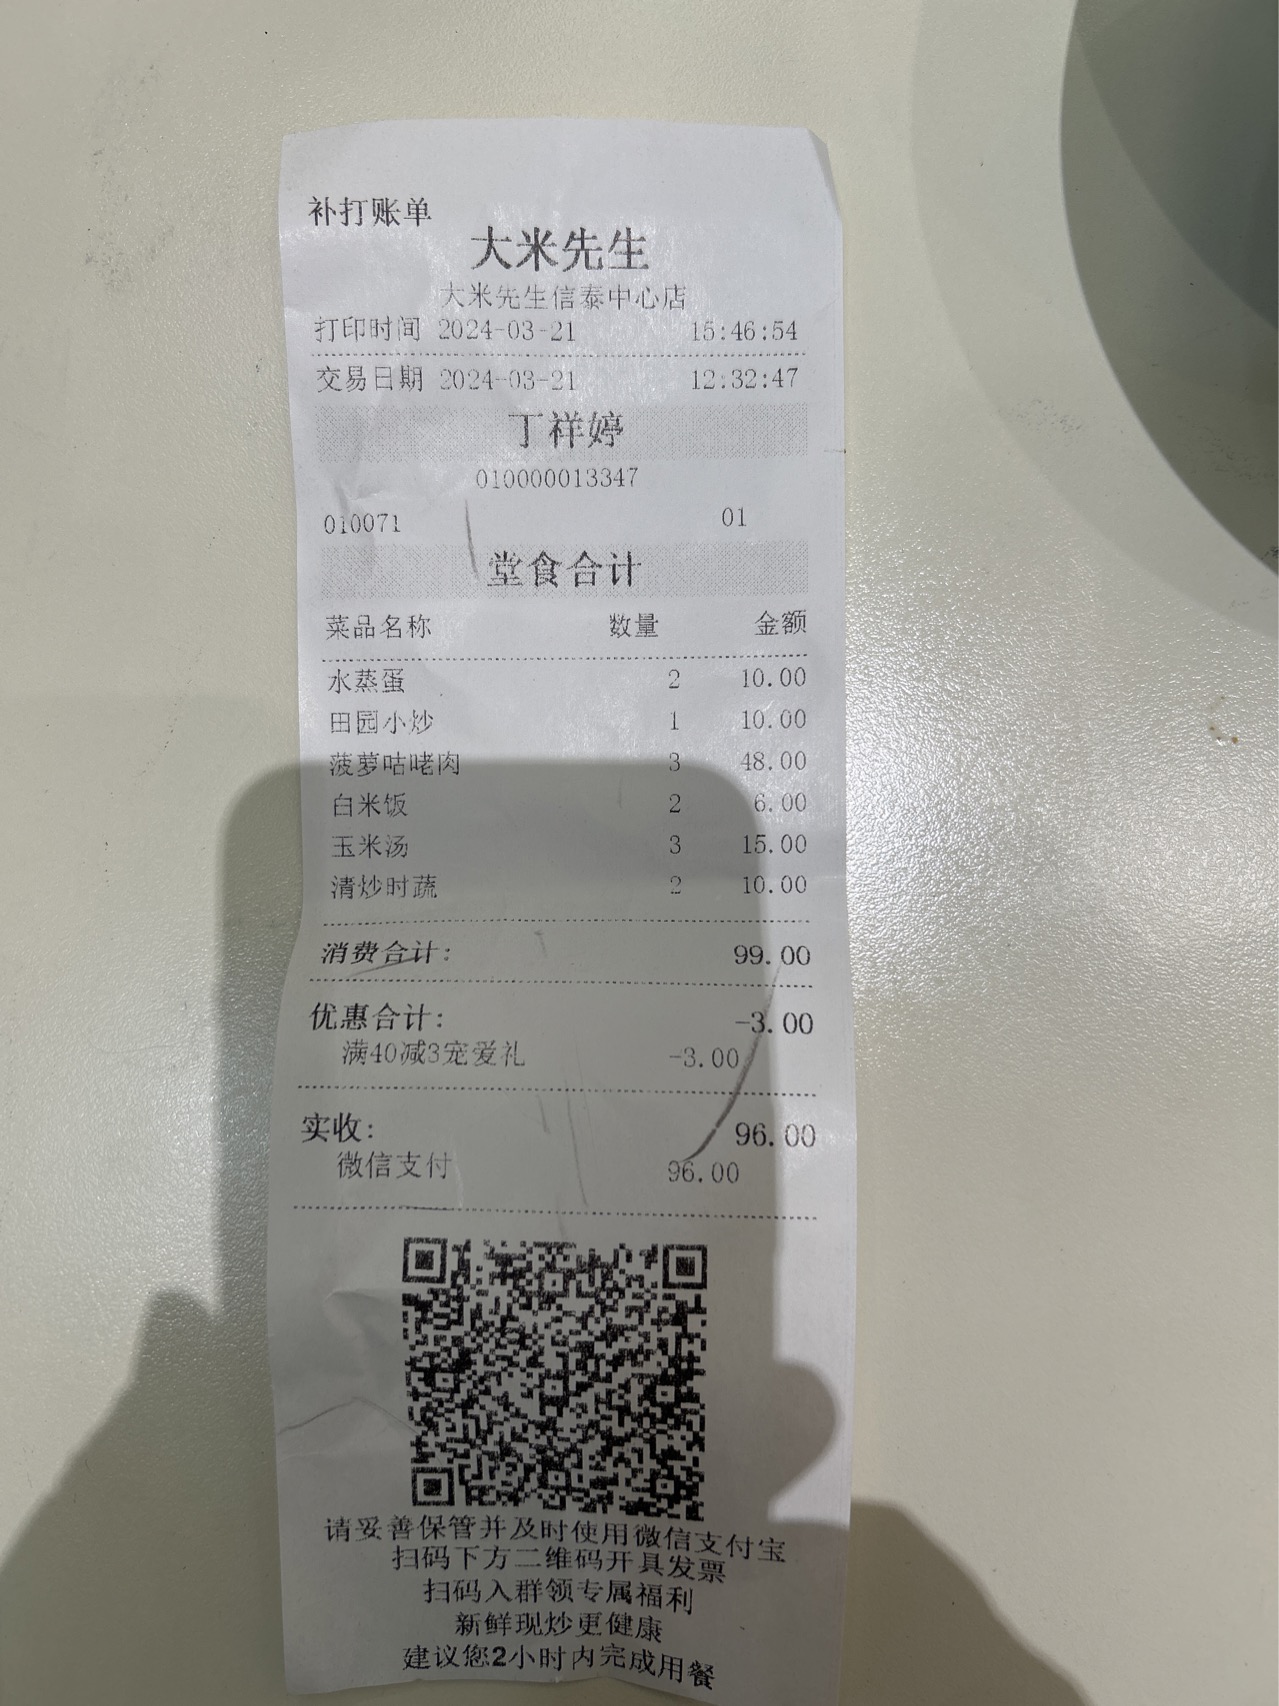 补打账单
大米先生
大米先生信泰中心店
打印时间 2024-03-21 15:46:54
交易日期 2024-03-21 12:32:47
丁祥婷
010000013347
010071 01
堂食合计
菜品名称 数量 金额
水蒸蛋 2 10.00
田园小炒 1 10.00
菠萝咕咾肉 3 48.00
白米饭 2 6.00
玉米汤 3 15.00
清炒时蔬 2 10.00
消费合计: 99.00
优惠合计: -3.00
满40减3宠爱礼 -3.00
实收: 96.00
微信支付 96.00
请妥善保管并及时使用微信支付宝
扫码下方二维码开具发票
扫码入群领专属福利
新鲜现炒更健康
建议您2小时内完成用餐